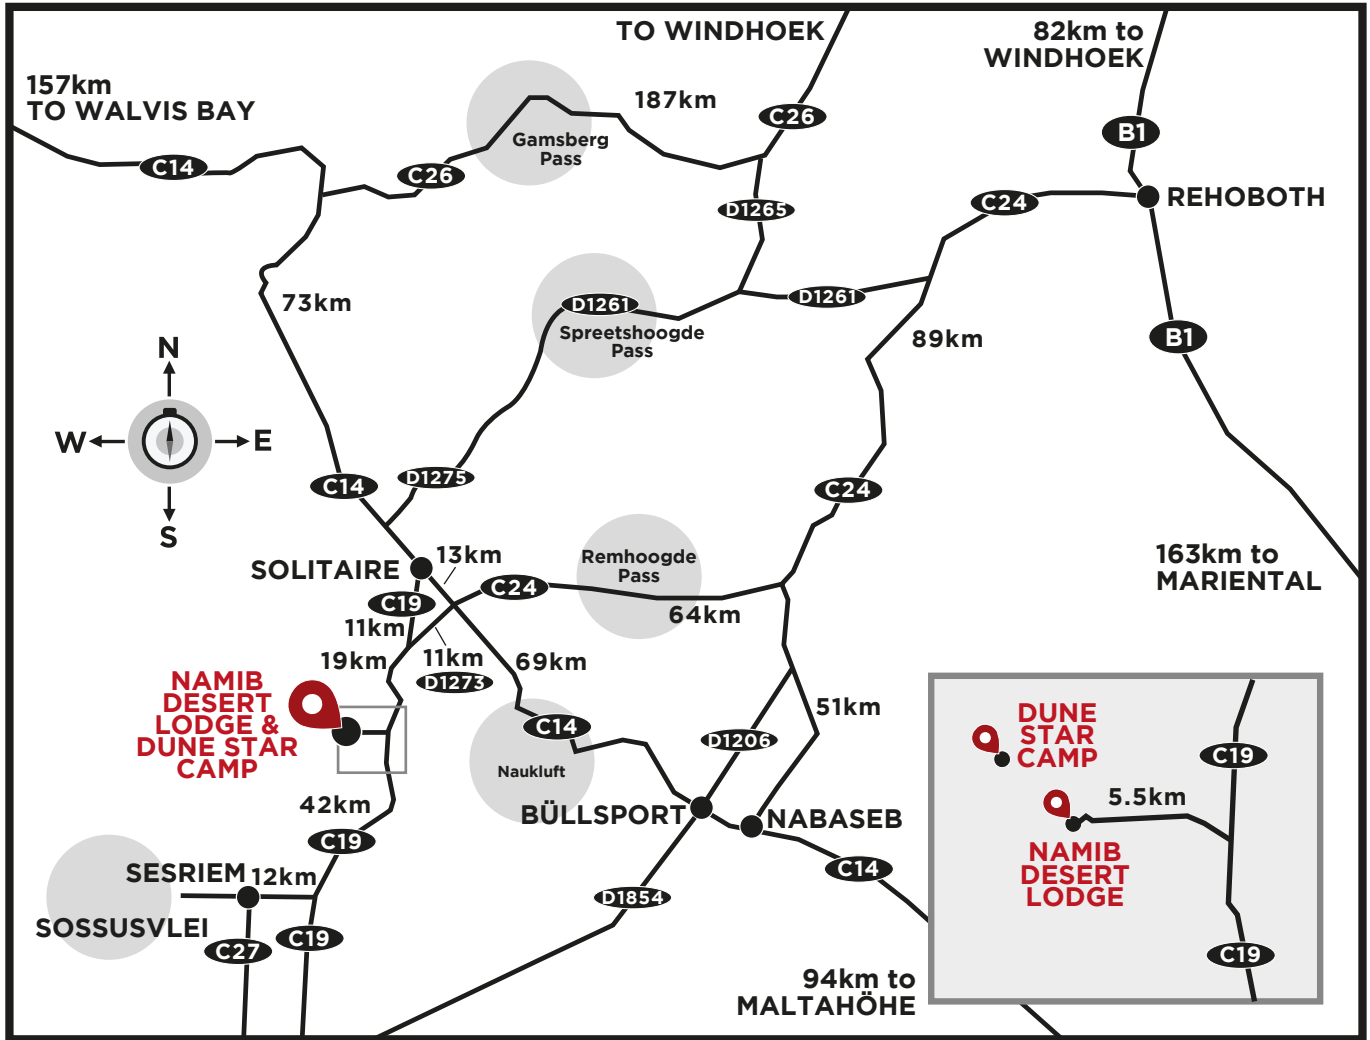 TO WINDHOEK
82km to
WINDHOEK
157km
TO WALVIS BAY
187km
C26
B1
Gamsberg
Pass
C14
C26
C24
REHOBOTH
D1265
73km
D1261
D1261
Spreetshoogde
Pass
89km
B1
N
W
E
S
C14
D1275
C24
SOLITAIRE
13km
Remhoogde
Pass
163km to
MARIENTAL
C19
C24
64km
11km
19km
11km
D1273
69km
NAMIB
DESERT
LODGE &
DUNE STAR
CAMP
51km
C14
D1206
Naukluft
42km
BÜLLSPORT
NABASEB
C19
C14
SESRIEM
12km
D1854
SOSSUSVLEI
C27
C19
94km to
MALTAHÖHE
DUNE
STAR
CAMP
C19
5.5km
NAMIB
DESERT
LODGE
C19